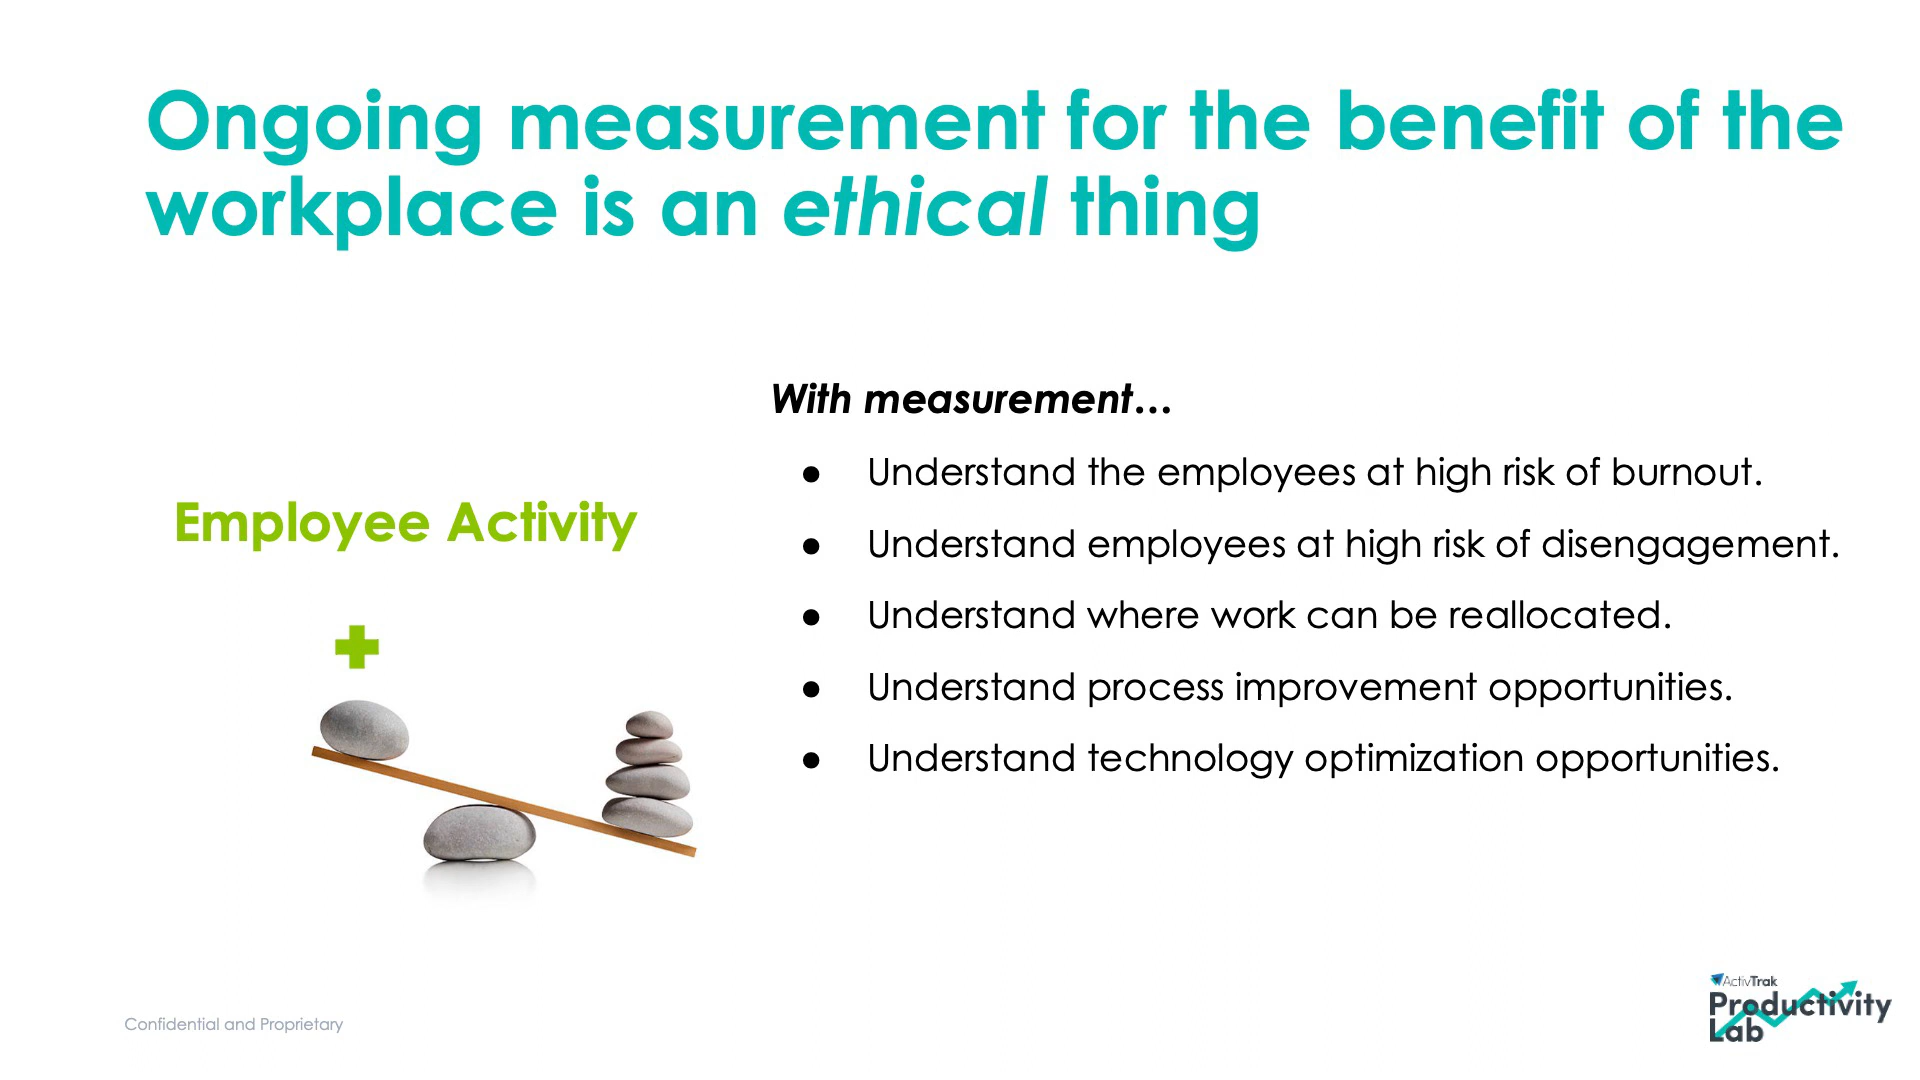 Ongoing measurement for the benefit of the
workplace is an ethical thing
With measurement…
● Understand the employees at high risk of burnout.
● Understand employees at high risk of disengagement.
● Understand where work can be reallocated.
● Understand process improvement opportunities.
● Understand technology optimization opportunities.
Employee Activity
Confidential and Proprietary
ActivTrak
Productivity
Lab